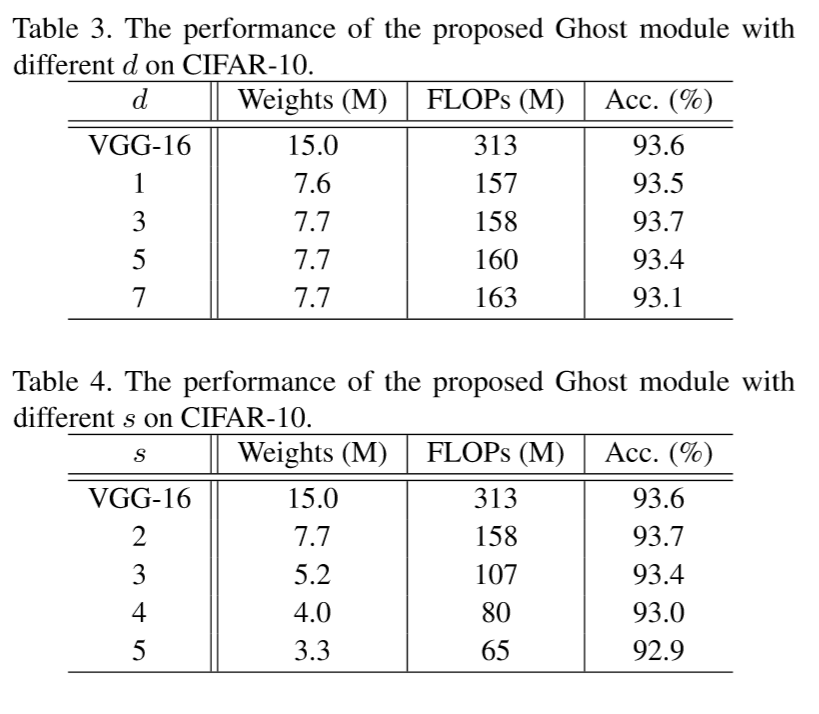 Table 3. The performance of the proposed Ghost module with
different d on CIFAR-10.
d Weights (M) FLOPs (M) Acc. (%)
VGG-16 15.0 313 93.6
1 7.6 157 93.5
3 7.7 158 93.7
5 7.7 160 93.4
7 7.7 163 93.1
Table 4. The performance of the proposed Ghost module with
different s on CIFAR-10.
s Weights (M) FLOPs (M) Acc. (%)
VGG-16 15.0 313 93.6
2 7.7 158 93.7
3 5.2 107 93.4
4 4.0 80 93.0
5 3.3 65 92.9